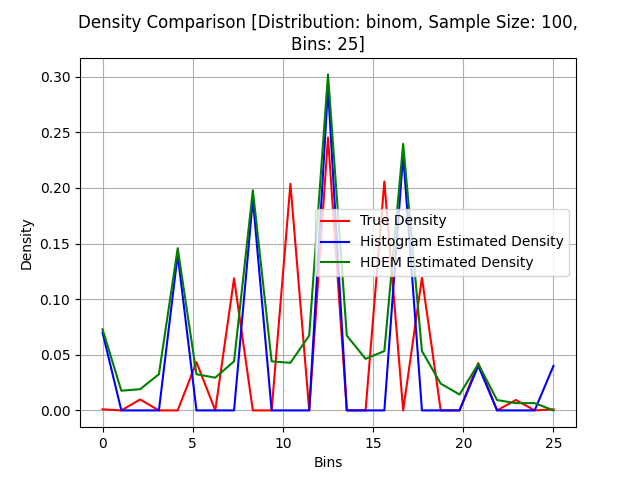 Density Comparison [Distribution: binom, Sample Size: 100,
Bins: 25]
0.30
0.25
0.20
0.15
0.10
0.05
0.00
Density
True Density
Histogram Estimated Density
HDEM Estimated Density
0
5
10
15
20
25
Bins